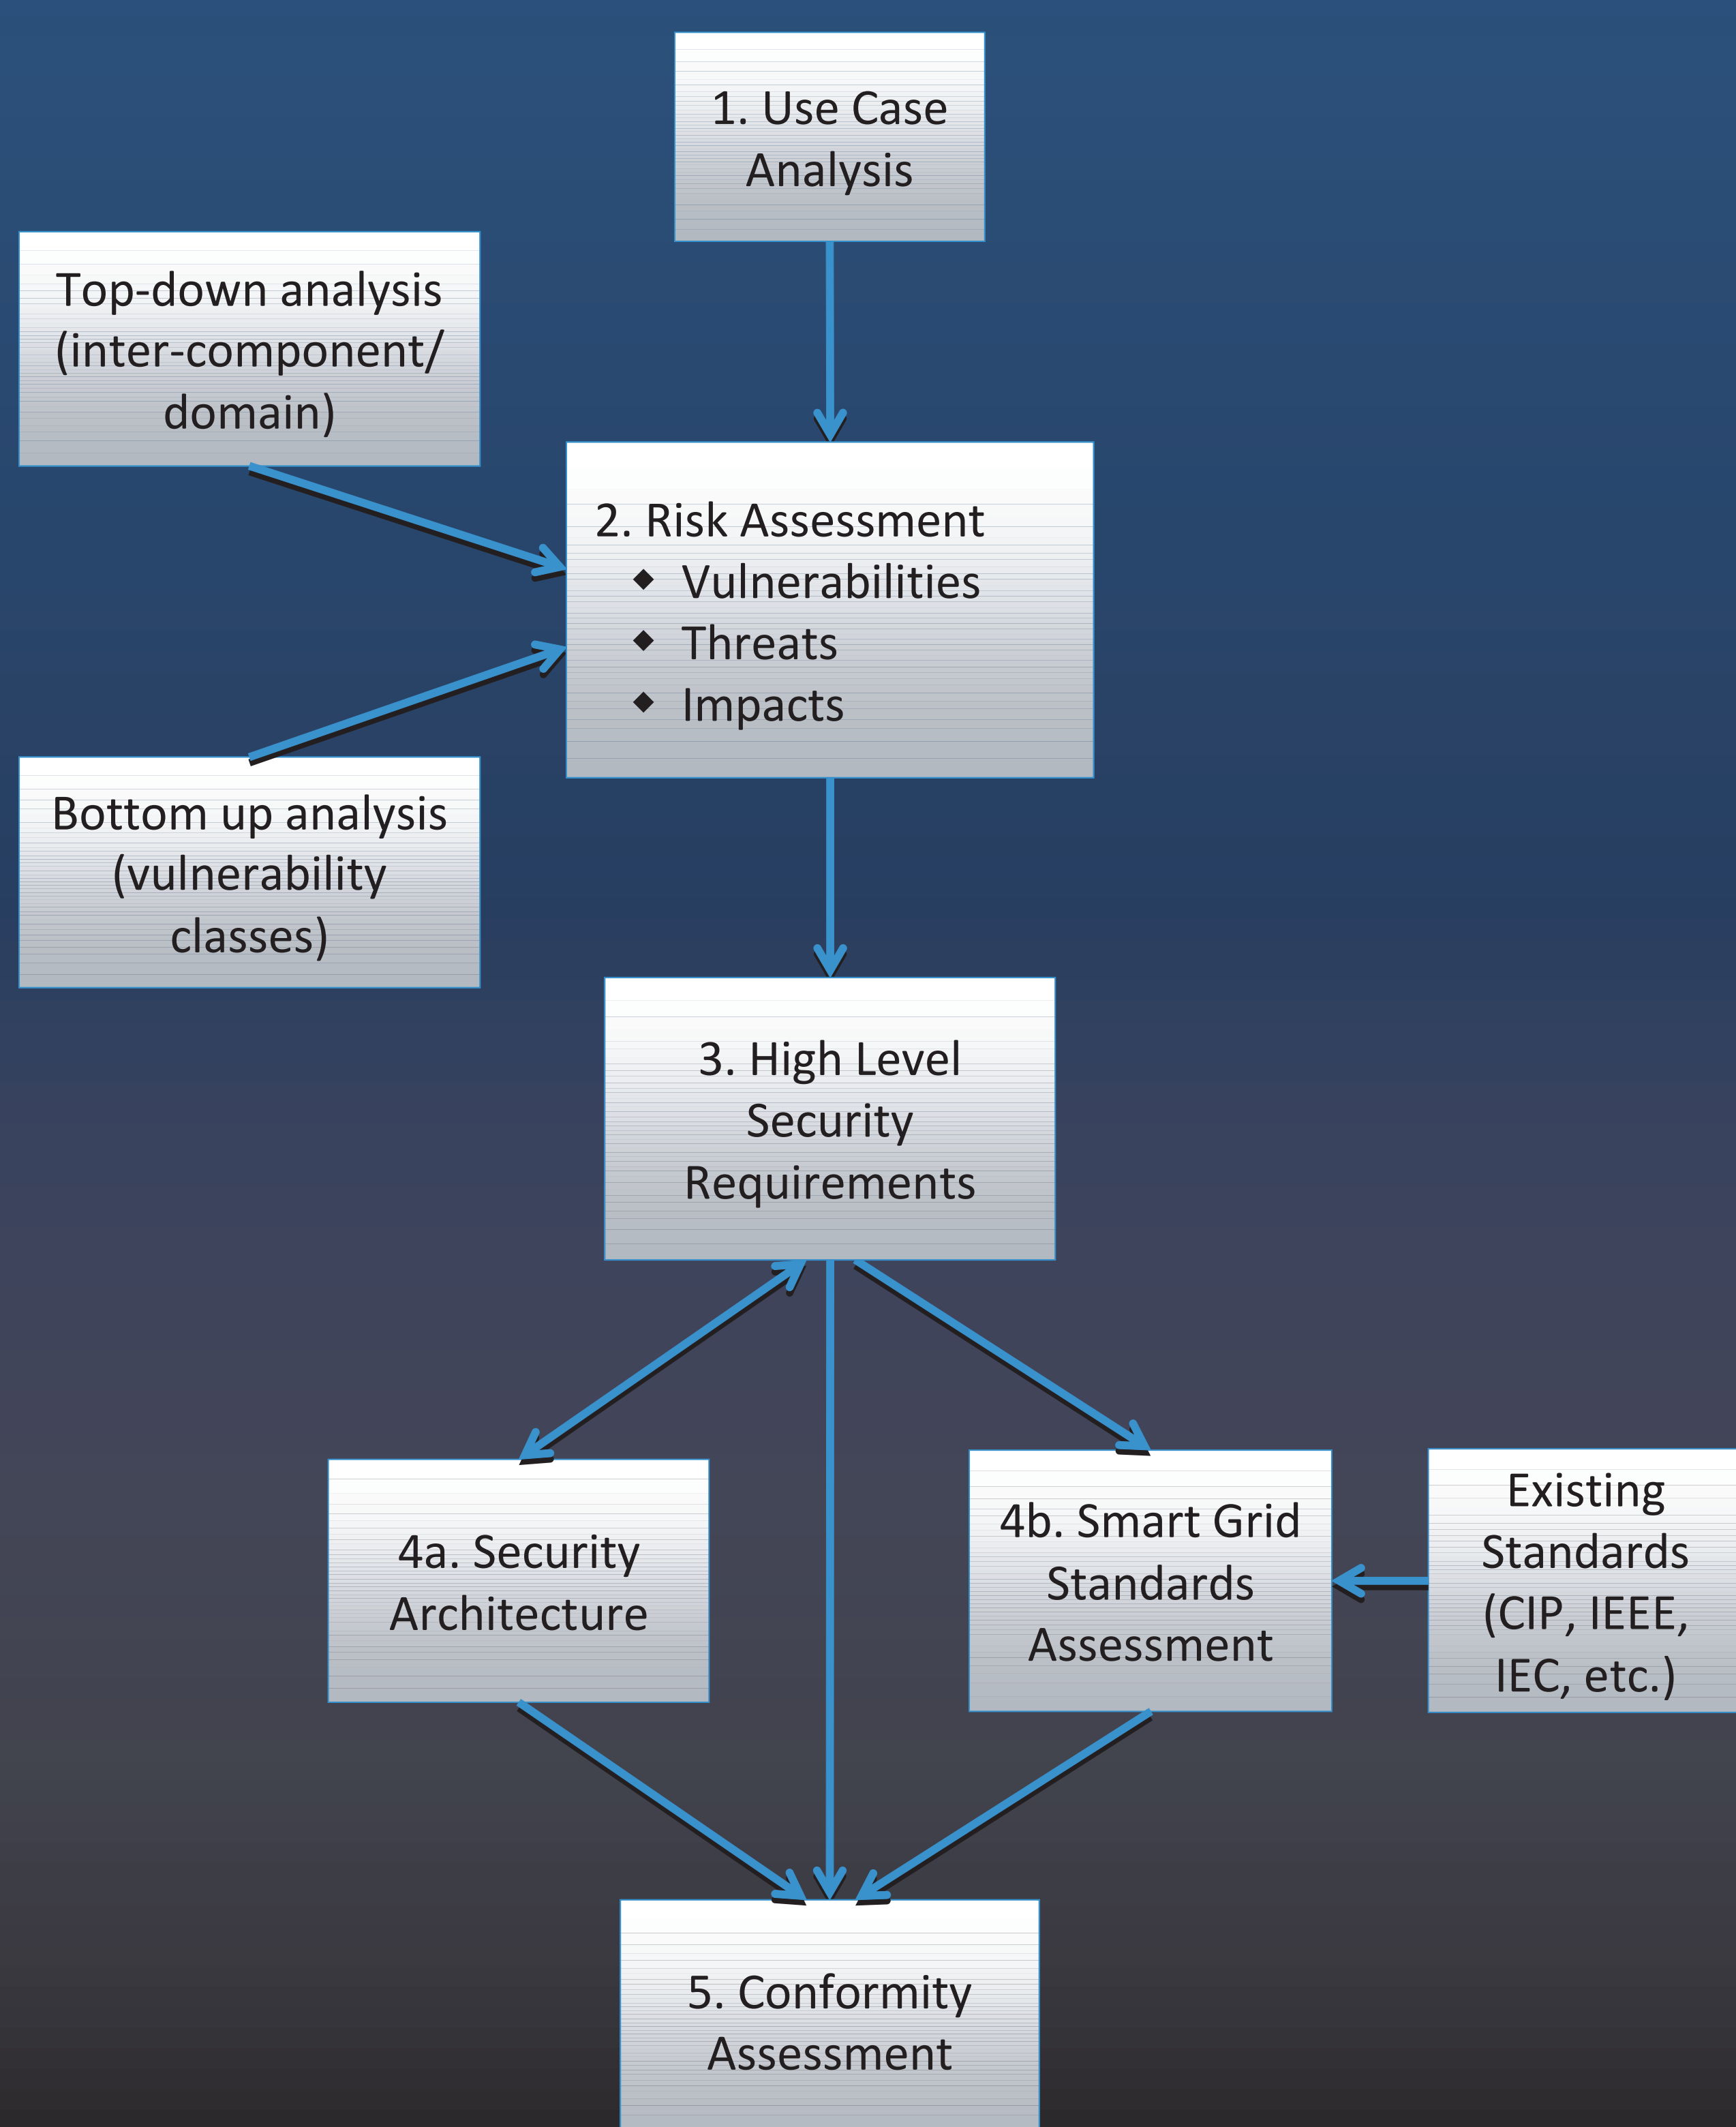 1. Use Case
Analysis
Top-down analysis
(inter-component/
domain)
2. Risk Assessment
◆ Vulnerabilities
◆ Threats
◆ Impacts
Bottom up analysis
(vulnerability
classes)
3. High Level
Security
Requirements
4a. Security
Architecture
4b. Smart Grid
Standards
Assessment
Existing
Standards
(CIP, IEEE,
IEC, etc.)
5. Conformity
Assessment